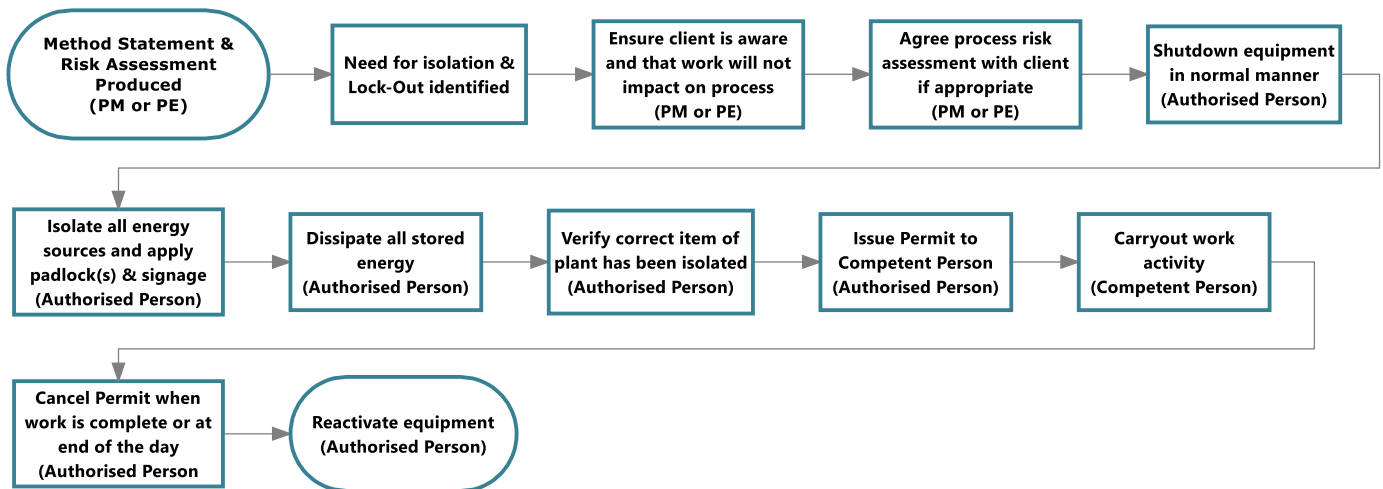 Method Statement &
Risk Assessment
Produced
(PM or PE)
Need for isolation &
Lock-Out identified
Ensure client is aware
and that work will not
impact on process
(PM or PE)
Agree process risk
assessment with client
if appropriate
(PM or PE)
Shutdown equipment
in normal manner
(Authorised Person)
Isolate all energy
sources and apply
padlock(s) & signage
(Authorised Person)
Dissipate all stored
energy
(Authorised Person)
Verify correct item of
plant has been isolated
(Authorised Person)
Issue Permit to
Competent Person
(Authorised Person)
Carryout work
activity
(Competent Person)
Cancel Permit when
work is complete or at
end of the day
(Authorised Person
Reactivate equipment
(Authorised Person)